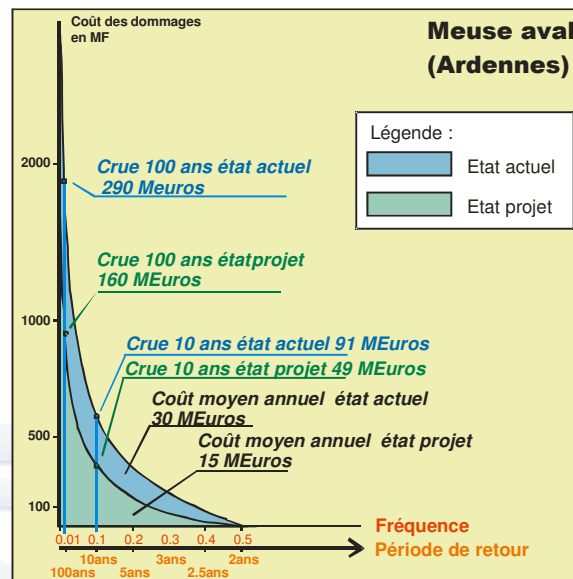 Coût des dommages
en MF
Meuse aval
(Ardennes)
Légende :
Etat actuel
Etat projet
2000
Crue 100 ans état actuel
290 Meuros
Crue 100 ans étatprojet
160 MEuros
1000
Crue 10 ans état actuel 91 MEuros
Crue 10 ans état projet 49 MEuros
Coût moyen annuel état actuel
30 MEuros
500
Coût moyen annuel état projet
15 MEuros
100
0.01 0.1 0.2 0.3 0.4 0.5
Fréquence
10ans 3ans 2ans
Période de retour
100ans 5ans 2.5ans